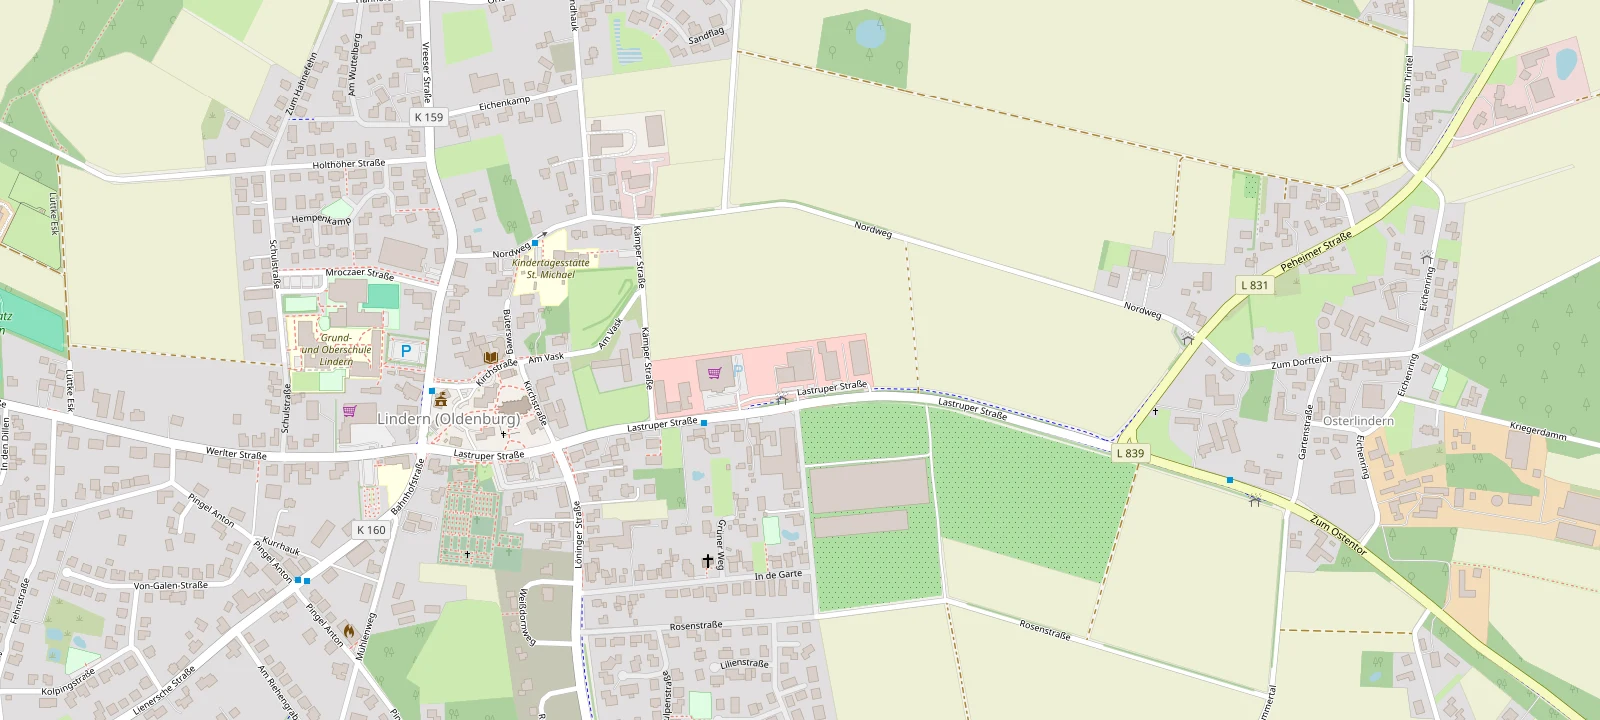 Sandflag
Zum Hahnefehn
Am Wuttelberg
Vreeser Straße
Eichenkamp
K 159
Zum Trintel
Holthöher Straße
Lüttke Esk
Hempenkamp
Schulstraße
Nordweg
Kämper Straße
Nordweg
Peheimer Straße
Kindertagesstätte
St. Michael
Mroczaer Straße
L 831
Eichenring
Nordweg
Bütersweg
Am Vask
Kämper Straße
Grund-
und Oberschule
Lindern
P
P
Kirchstraße
Am Vask
Zum Dorfteich
Lüttke Esk
Schulstraße
Kirchstraße
Lastruper Straße
Lastruper Straße
Eichenring
Lindern (Oldenburg)
Lastruper Straße
Gartenstraße
Osterlindern
Kriegerdamm
In den Dillen
Werlter Straße
Lastruper Straße
L 839
Eichenring
Bahnhofstraße
Pingel Anton
K 160
Löninger Straße
Grüner Weg
Zum Ostentor
Kurrhauk
Pingel Anton
Von-Galen-Straße
In de Garte
Fehnstraße
Pingel Anton
Mühlenweg
Weißdornweg
Rosenstraße
Rosenstraße
Lilienstraße
Kolpingstraße
Lienersche Straße
Am Riehengrab